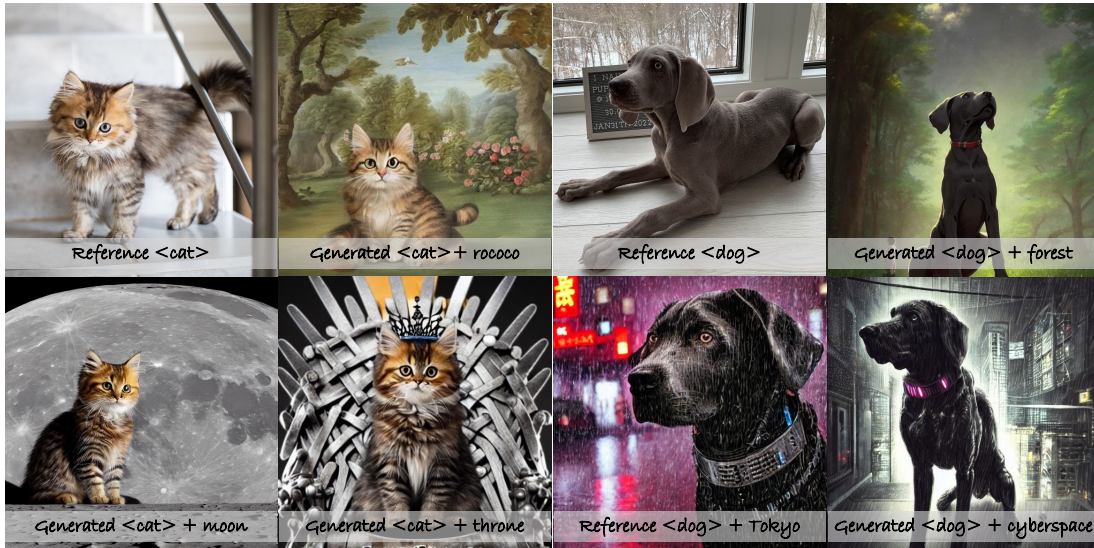 Reference <cat>
Generated <cat> + rococo
Reference <dog>
Generated <dog> + forest
Generated <cat> + moon
Generated <cat> + throne
Reference <dog> + Tokyo
Generated <dog> + cyberspace